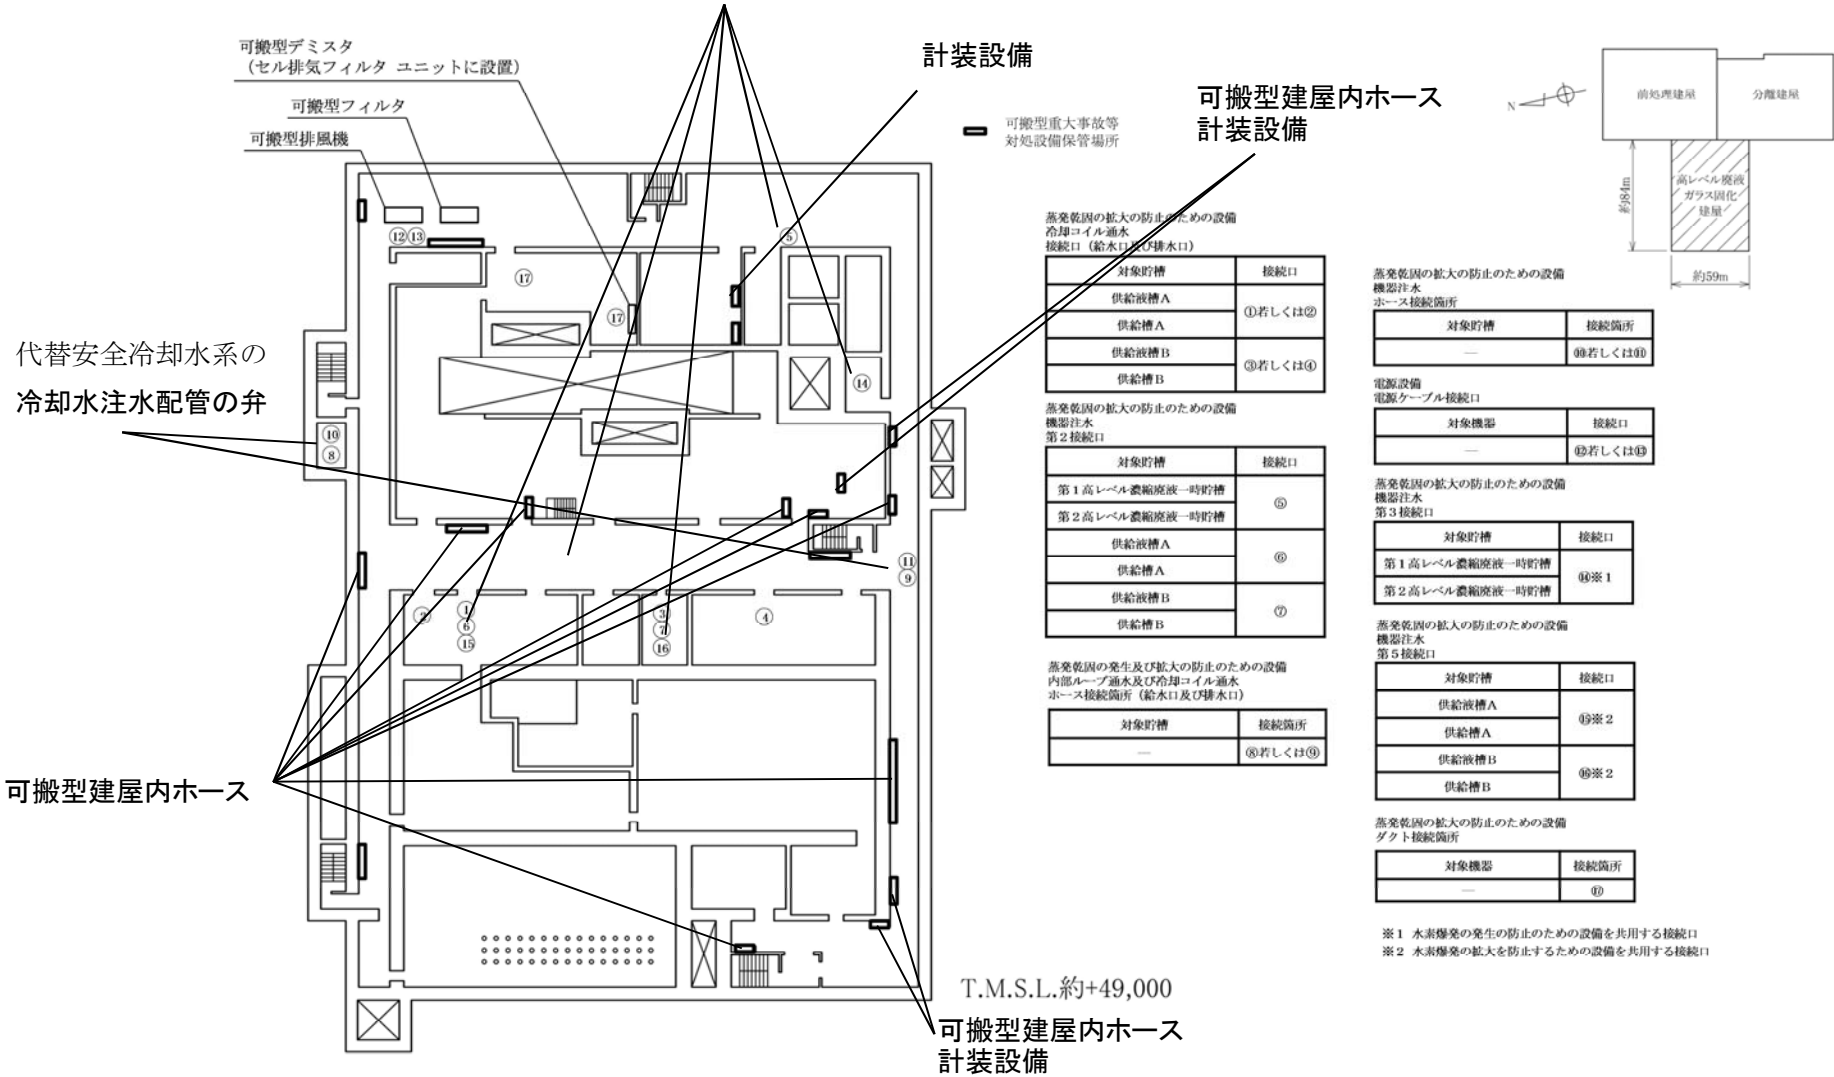 可搬型デミスタ
(セル排気フィルタ ユニットに設置)
可搬型フィルタ
可搬型排風機
計装設備
可搬型重大事故等
対処設備保管場所
可搬型建屋内ホース
計装設備
N
前処理建屋
分離建屋
高レベル廃液
ガラス固化
建屋
約84m
約59m
代替安全冷却水系の
冷却水注水配管の弁
可搬型建屋内ホース
⑫⑬
⑰
⑰
⑤
⑭
⑩
⑧
⑪
⑨
②
①
⑥
⑮
③
⑦
⑯
④
T.M.S.L.約+49,000
可搬型建屋内ホース
計装設備
蒸発乾固の拡大の防止のための設備
冷却コイル通水
接続口(給水口及び排水口)
対象貯槽 接続口
供給液槽A ①若しくは②
供給槽A
供給液槽B ③若しくは④
供給槽B
蒸発乾固の拡大の防止のための設備
機器注水
第2接続口
対象貯槽 接続口
第1高レベル濃縮廃液一時貯槽 ⑤
第2高レベル濃縮廃液一時貯槽
供給液槽A ⑥
供給槽A
供給液槽B ⑦
供給槽B
蒸発乾固の発生及び拡大の防止のための設備
内部ループ通水及び冷却コイル通水
ホース接続箇所(給水口及び排水口)
対象貯槽 接続箇所
― ⑧若しくは⑨
蒸発乾固の拡大の防止のための設備
機器注水
ホース接続箇所
対象貯槽 接続箇所
― ⑩若しくは⑪
電源設備
電源ケーブル接続口
対象機器 接続口
― ⑫若しくは⑬
蒸発乾固の拡大の防止のための設備
機器注水
第3接続口
対象貯槽 接続口
第1高レベル濃縮廃液一時貯槽 ⑭※1
第2高レベル濃縮廃液一時貯槽
蒸発乾固の拡大の防止のための設備
機器注水
第5接続口
対象貯槽 接続口
供給液槽A ⑮※2
供給槽A
供給液槽B ⑯※2
供給槽B
蒸発乾固の拡大の防止のための設備
ダクト接続箇所
対象機器 接続箇所
― ⑰
※1 水素爆発の発生の防止のための設備を共用する接続口
※2 水素爆発の拡大を防止するための設備を共用する接続口